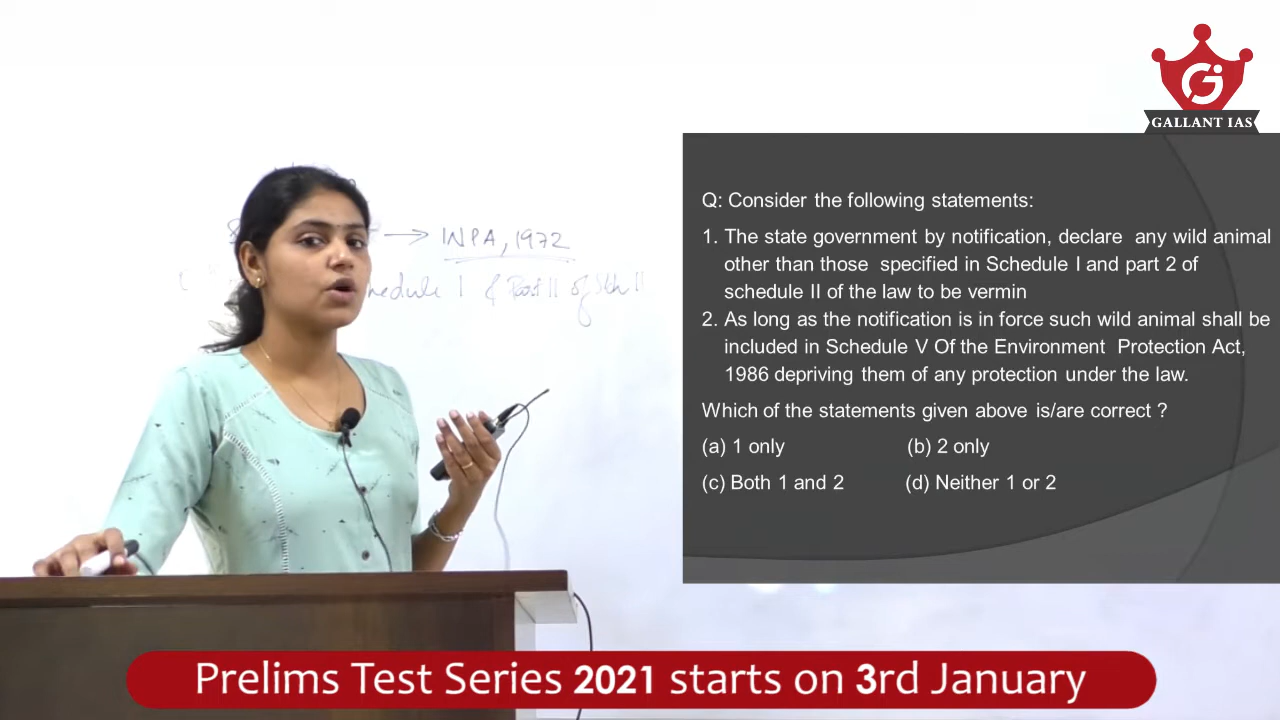 GALLANT IAS
→ WPA, 1972
Schedule I & Part II of Sch II
Q: Consider the following statements:
1. The state government by notification, declare any wild animal
other than those specified in Schedule I and part 2 of
schedule II of the law to be vermin
2. As long as the notification is in force such wild animal shall be
included in Schedule V Of the Environment Protection Act,
1986 depriving them of any protection under the law.
Which of the statements given above is/are correct ?
(a) 1 only (b) 2 only
(c) Both 1 and 2 (d) Neither 1 or 2
Prelims Test Series 2021 starts on 3rd January